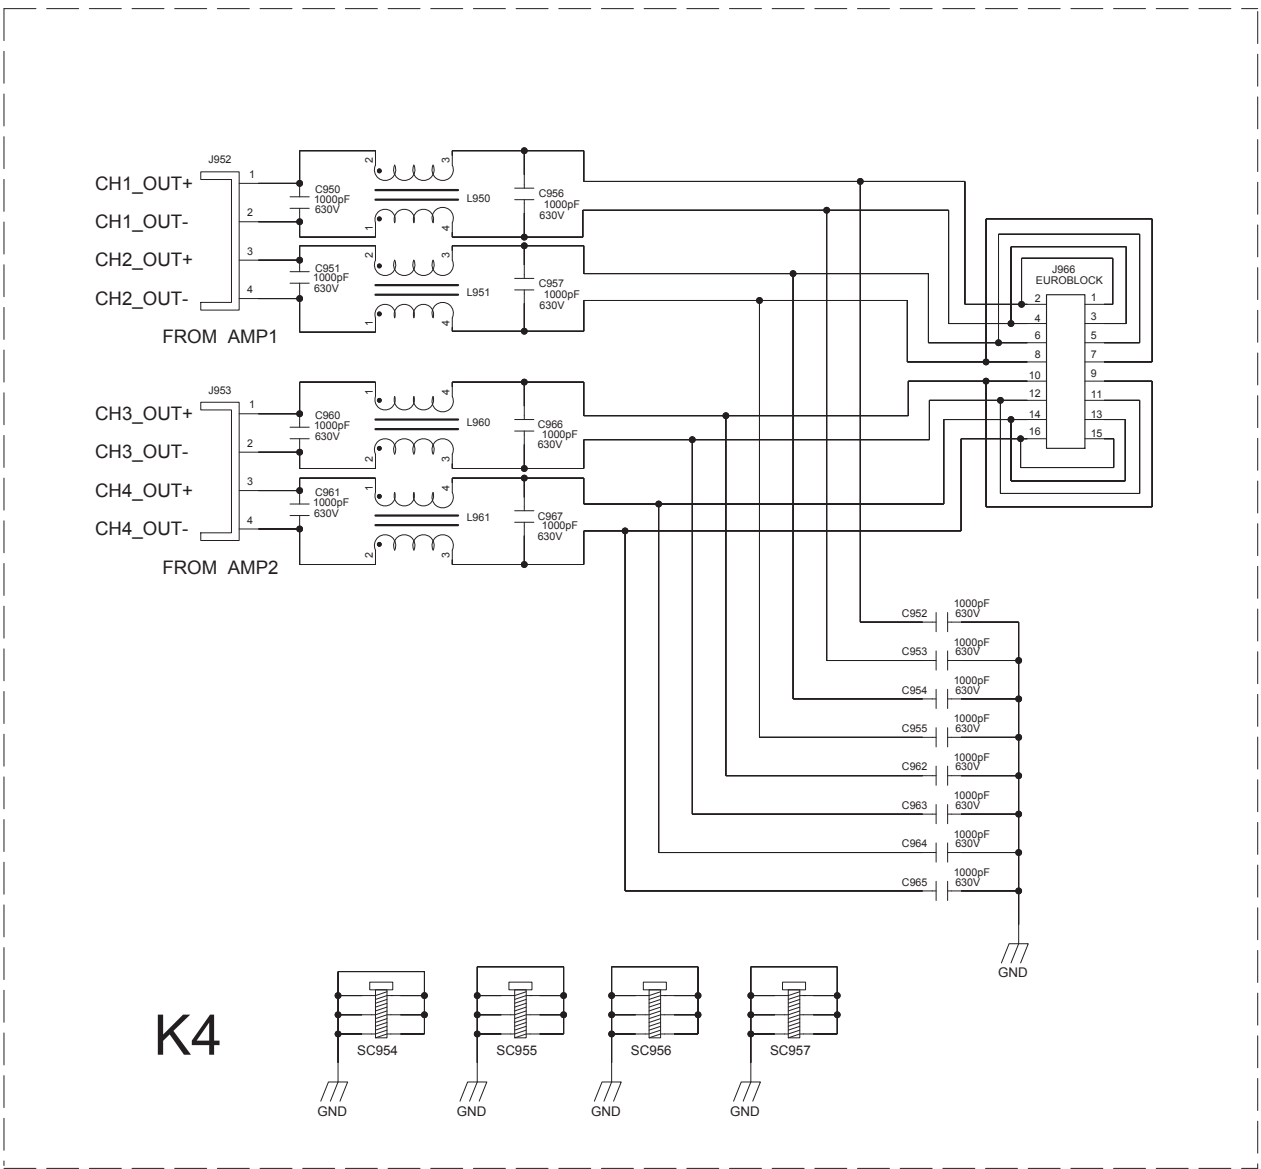 J952
CH1_OUT+
1
CH1_OUT-
2
CH2_OUT+
3
CH2_OUT-
4
FROM AMP1
C950
1000pF
630V
2
3
L950
1
4
C956
1000pF
630V
C951
1000pF
630V
2
3
L951
1
4
C957
1000pF
630V
J953
CH3_OUT+
1
CH3_OUT-
2
CH4_OUT+
3
CH4_OUT-
4
FROM AMP2
C960
1000pF
630V
1
4
L960
2
3
C966
1000pF
630V
C961
1000pF
630V
1
4
L961
2
3
C967
1000pF
630V
J966
EUROBLOCK
2 1
4 3
6 5
8 7
10 9
12 11
14 13
16 15
C952 1000pF
630V
C953 1000pF
630V
C954 1000pF
630V
C955 1000pF
630V
C962 1000pF
630V
C963 1000pF
630V
C964 1000pF
630V
C965 1000pF
630V
GND
K4
SC954 SC955 SC956 SC957
GND GND GND GND